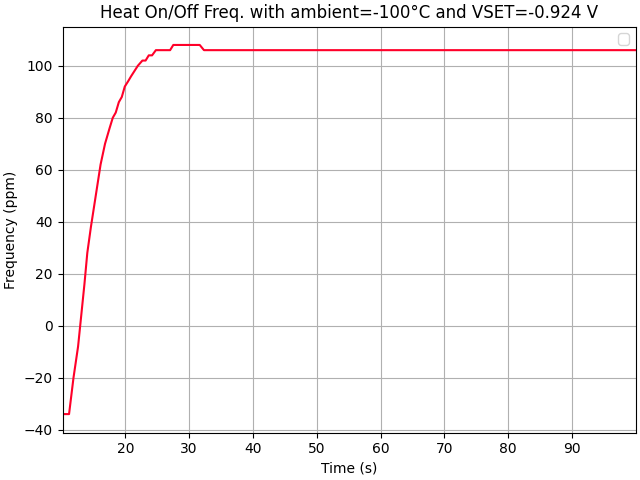 Heat On/Off Freq. with ambient=-100°C and VSET=-0.924 V
Frequency (ppm)
100
80
60
40
20
0
−20
−40
20 30 40 50 60 70 80 90
Time (s)